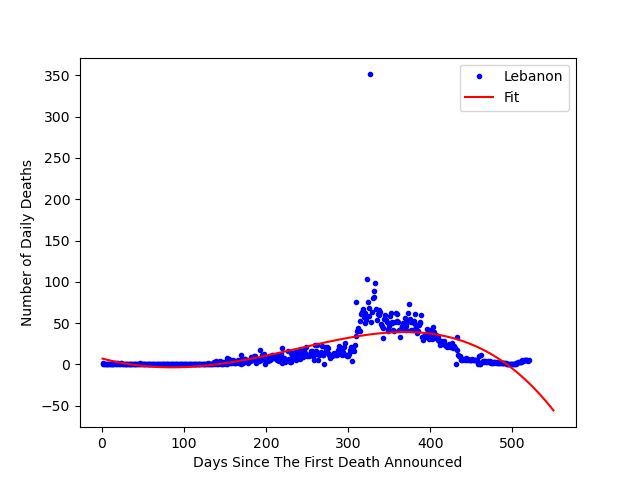 350
300
250
200
150
100
50
0
−50
0 100 200 300 400 500
Number of Daily Deaths
Days Since The First Death Announced
Lebanon
Fit